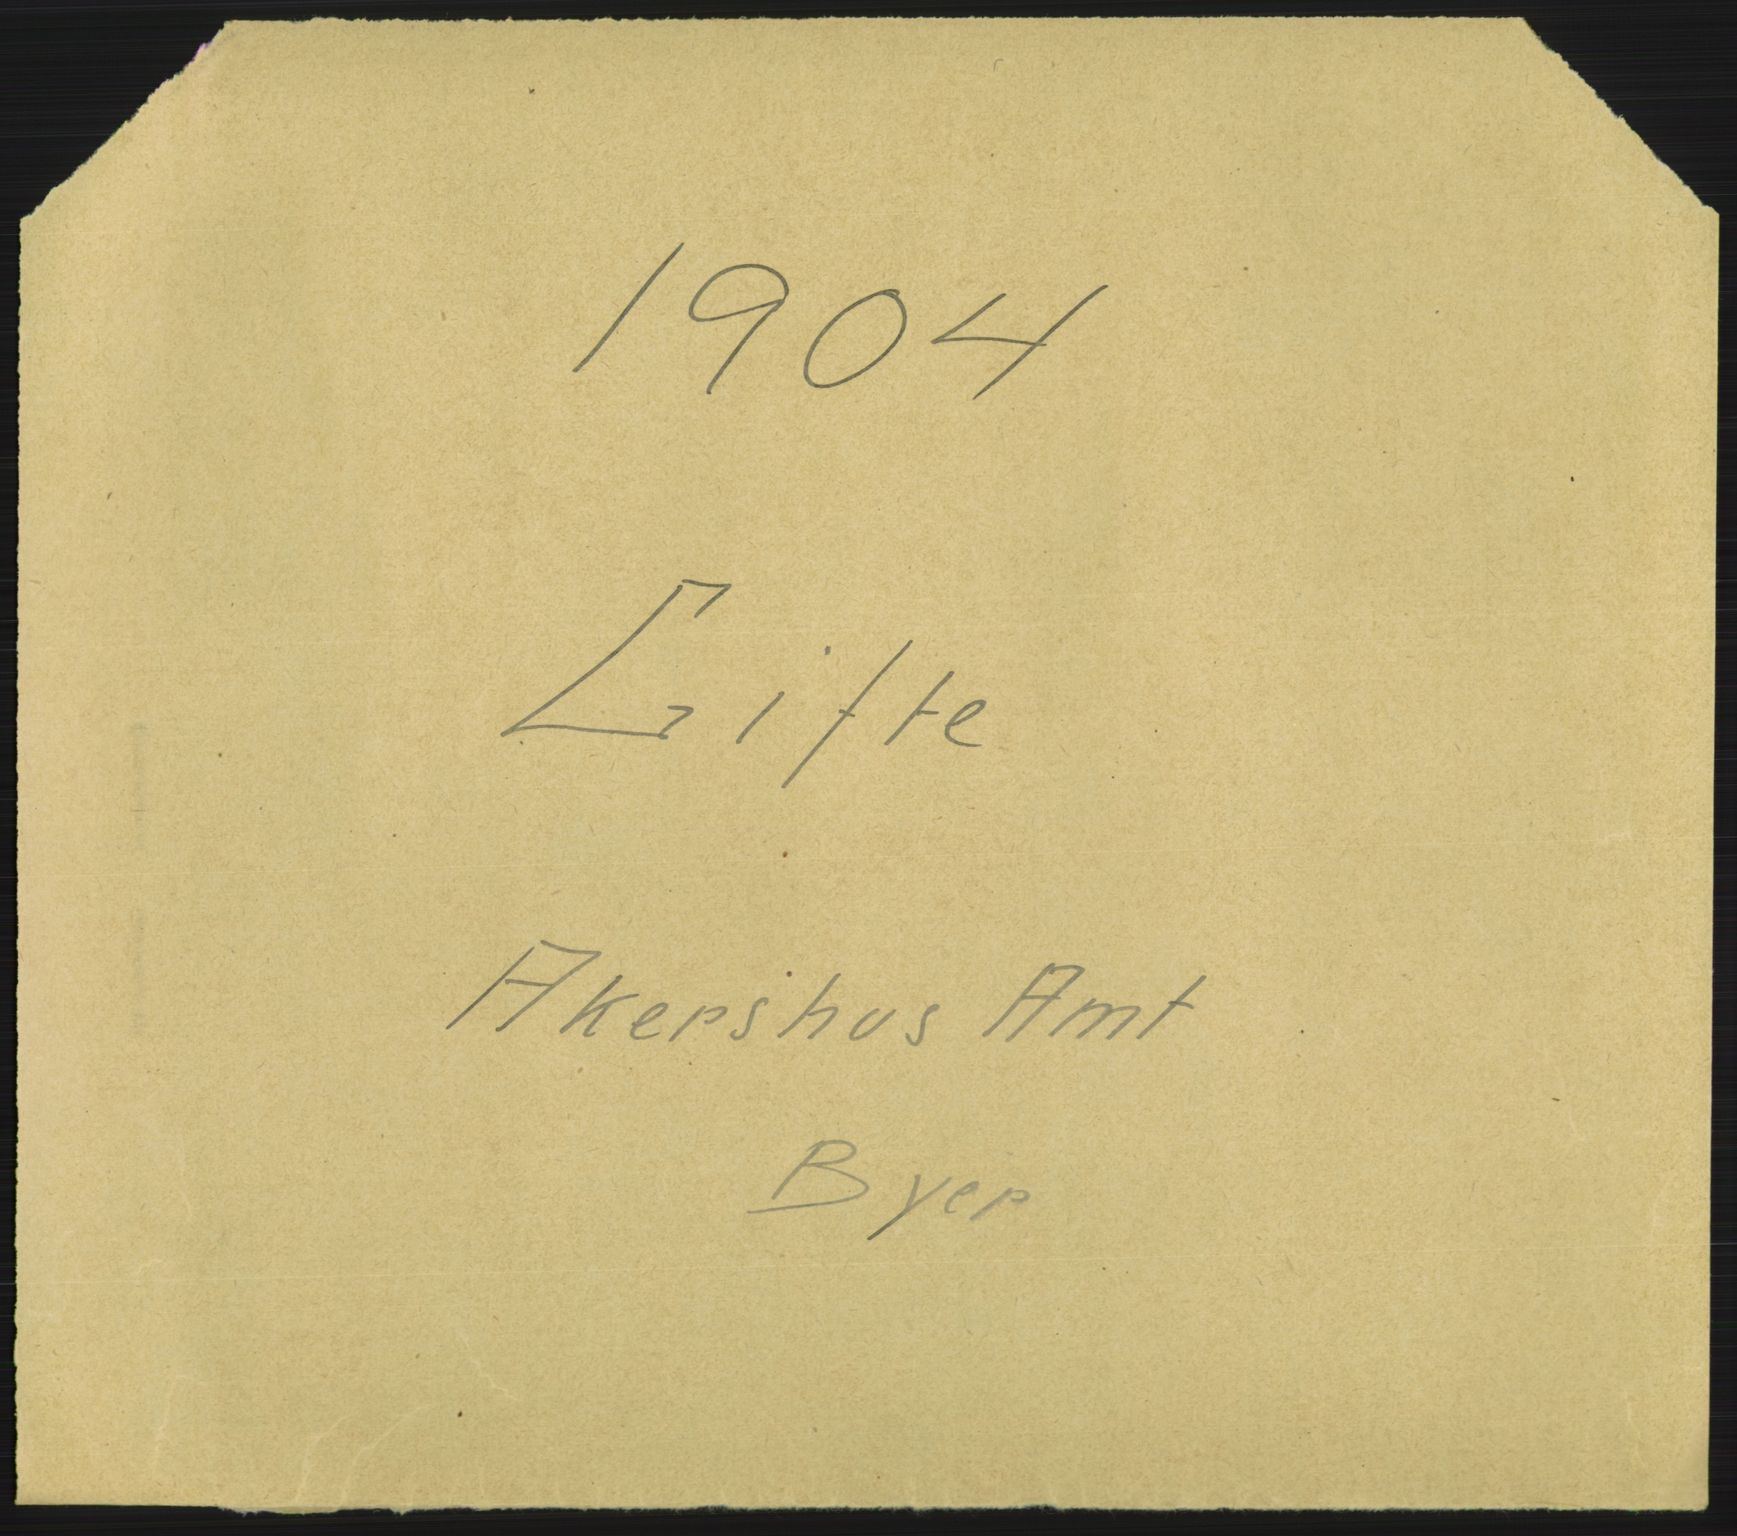 1904
Gifte
Akershus Amt
Byer